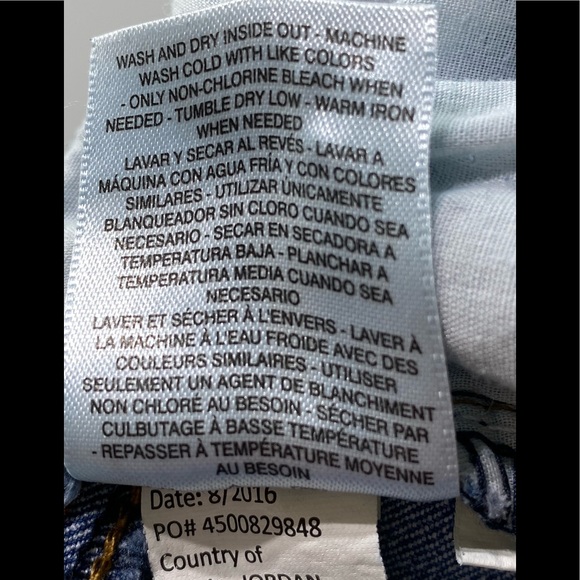 WASH AND DRY INSIDE OUT - MACHINE
WASH COLD WITH LIKE COLORS
- ONLY NON-CHLORINE BLEACH WHEN
NEEDED - TUMBLE DRY LOW - WARM IRON
WHEN NEEDED
LAVAR Y SECAR AL REVÉS - LAVAR A
MÁQUINA CON AGUA FRÍA Y CON COLORES
SIMILARES - UTILIZAR ÚNICAMENTE
BLANQUEADOR SIN CLORO CUANDO SEA
NECESARIO - SECAR EN SECADORA A
TEMPERATURA BAJA - PLANCHAR A
TEMPERATURA MEDIA CUANDO SEA
NECESARIO
LAVER ET SÉCHER À L'ENVERS - LAVER À
LA MACHINE À L'EAU FROIDE AVEC DES
COULEURS SIMILAIRES - UTILISER
SEULEMENT UN AGENT DE BLANCHIMENT
NON CHLORÉ AU BESOIN - SÉCHER PAR
CULBUTAGE À BASSE TEMPÉRATURE
- REPASSER À TEMPÉRATURE MOYENNE
AU BESOIN
Date: 8/2016
PO# 4500829848
Country of
JORDAN